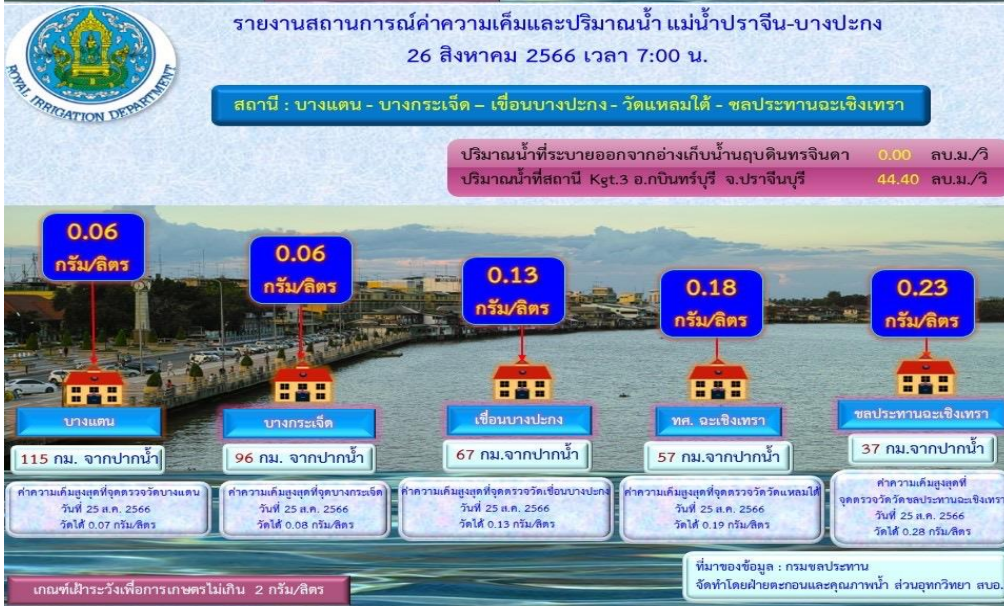 รายงานสถานการณ์ค่าความเค็มและปริมาณน้ำ แม่น้ำปราจีน-บางปะกง
26 สิงหาคม 2566 เวลา 7:00 น.
ROYAL IRRIGATION DEPARTMENT
สถานี : บางแตน - บางกระเจ็ด – เขื่อนบางปะกง - วัดแหลมใต้ - ชลประทานฉะเชิงเทรา
ปริมาณน้ำที่ระบายออกจากอ่างเก็บน้ำนฤบดินทรจินดา 0.00 ลบ.ม./วิ
ปริมาณน้ำที่สถานี Kgt.3 อ.กบินทร์บุรี จ.ปราจีนบุรี 44.40 ลบ.ม./วิ
0.06
กรัม/ลิตร
บางแตน
115 กม. จากปากน้ำ
ค่าความเค็มสูงสุดที่จุดตรวจวัดบางแตน
วันที่ 25 ส.ค. 2566
วัดได้ 0.07 กรัม/ลิตร
0.06
กรัม/ลิตร
บางกระเจ็ด
96 กม. จากปากน้ำ
ค่าความเค็มสูงสุดที่จุดบางกระเจ็ด
วันที่ 25 ส.ค. 2566
วัดได้ 0.08 กรัม/ลิตร
0.13
กรัม/ลิตร
เขื่อนบางปะกง
67 กม.จากปากน้ำ
ค่าความเค็มสูงสุดที่จุดตรวจวัดเขื่อนบางปะกง
วันที่ 25 ส.ค. 2566
วัดได้ 0.13 กรัม/ลิตร
0.18
กรัม/ลิตร
ทศ. ฉะเชิงเทรา
57 กม.จากปากน้ำ
ค่าความเค็มสูงสุดที่จุดตรวจวัดวัดแหลมใต้
วันที่ 25 ส.ค. 2566
วัดได้ 0.19 กรัม/ลิตร
0.23
กรัม/ลิตร
ชลประทานฉะเชิงเทรา
37 กม.จากปากน้ำ
ค่าความเค็มสูงสุดที่
จุดตรวจวัดวัดชลประทานฉะเชิงเทรา
วันที่ 25 ส.ค. 2566
วัดได้ 0.28 กรัม/ลิตร
เกณฑ์เฝ้าระวังเพื่อการเกษตรไม่เกิน 2 กรัม/ลิตร
ที่มาของข้อมูล : กรมชลประทาน
จัดทำโดยฝ่ายตะกอนและคุณภาพน้ำ ส่วนอุทกวิทยา สบอ.